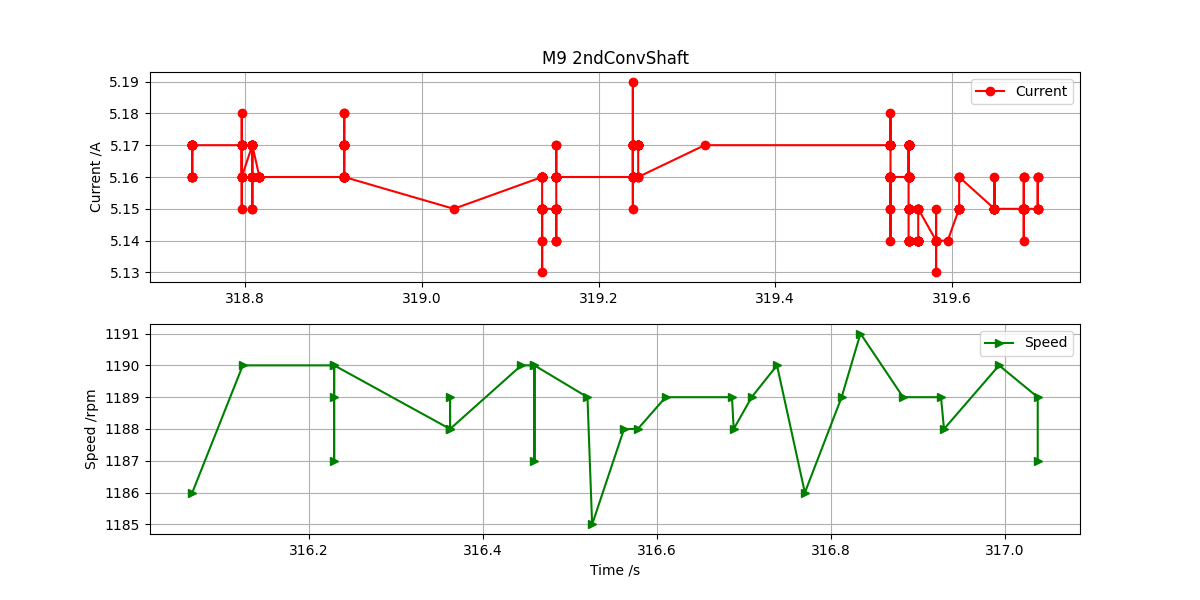 M9 2ndConvShaft
5.19
5.18
5.17
5.16
5.15
5.14
5.13
Current /A
Current
318.8 319.0 319.2 319.4 319.6
1191
1190
1189
1188
1187
1186
1185
Speed /rpm
Speed
316.2 316.4 316.6 316.8 317.0
Time /s